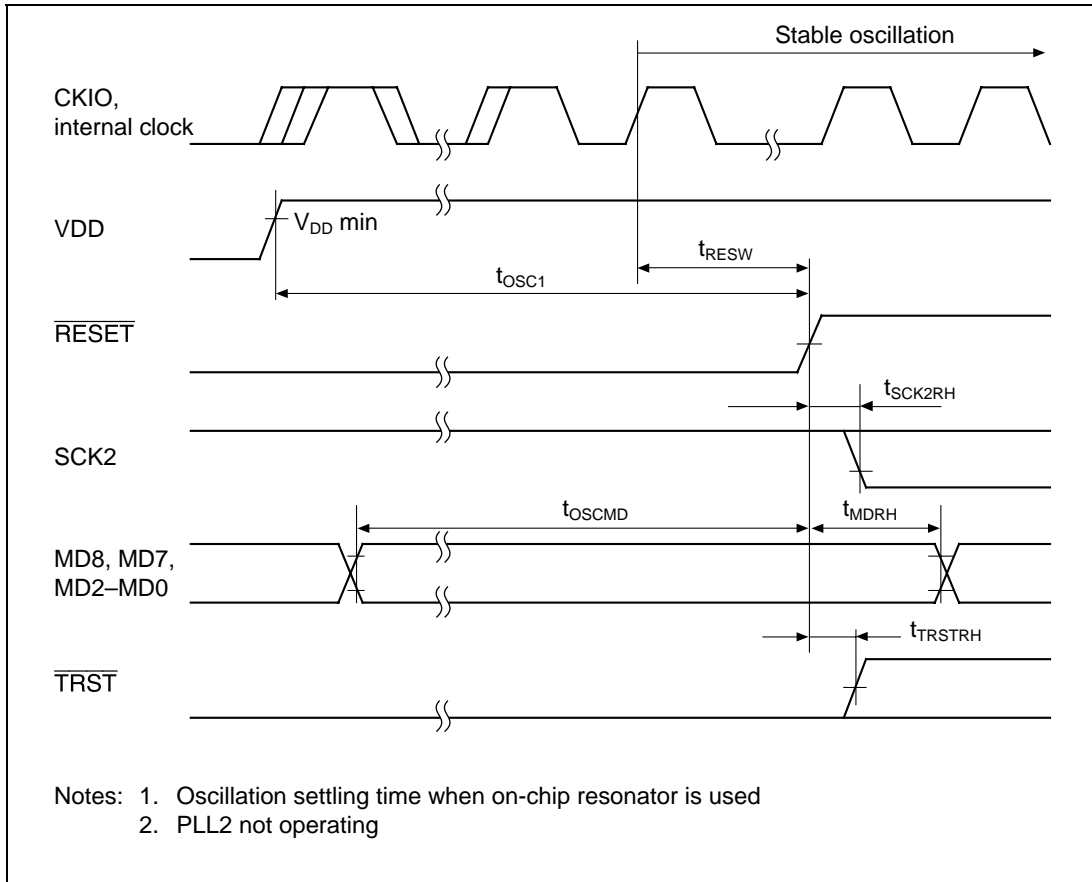 Stable oscillation
CKIO,
internal clock
VDD
VDD min
tRESW
tOSC1
RESET
tSCK2RH
SCK2
tOSCMD
tMDRH
MD8, MD7,
MD2–MD0
tTRSTRH
TRST
Notes: 1. Oscillation settling time when on-chip resonator is used
2. PLL2 not operating